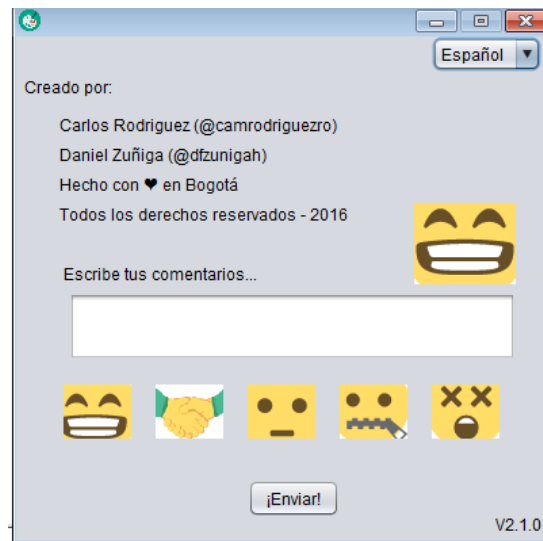 Español
Creado por:
Carlos Rodriguez (@camrodriguezro)
Daniel Zuñiga (@dfzunigah)
Hecho con ❤ en Bogotá
Todos los derechos reservados - 2016
Escribe tus comentarios...
¡Enviar!
V2.1.0